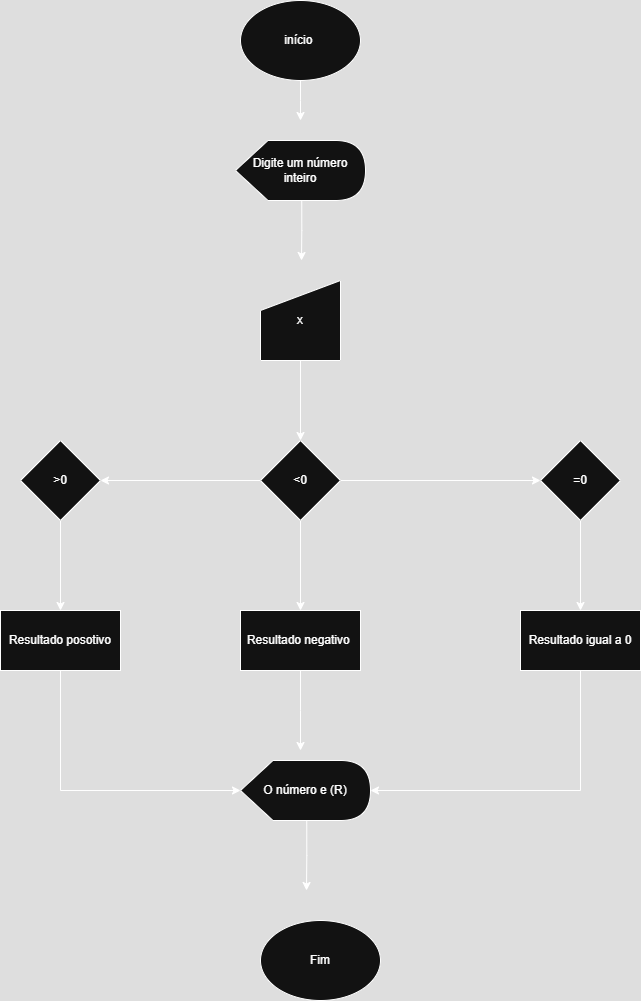 início
Digite um número
inteiro
x
>0
<0
=0
Resultado posotivo
Resultado negativo
Resultado igual a 0
O número e (R)
Fim